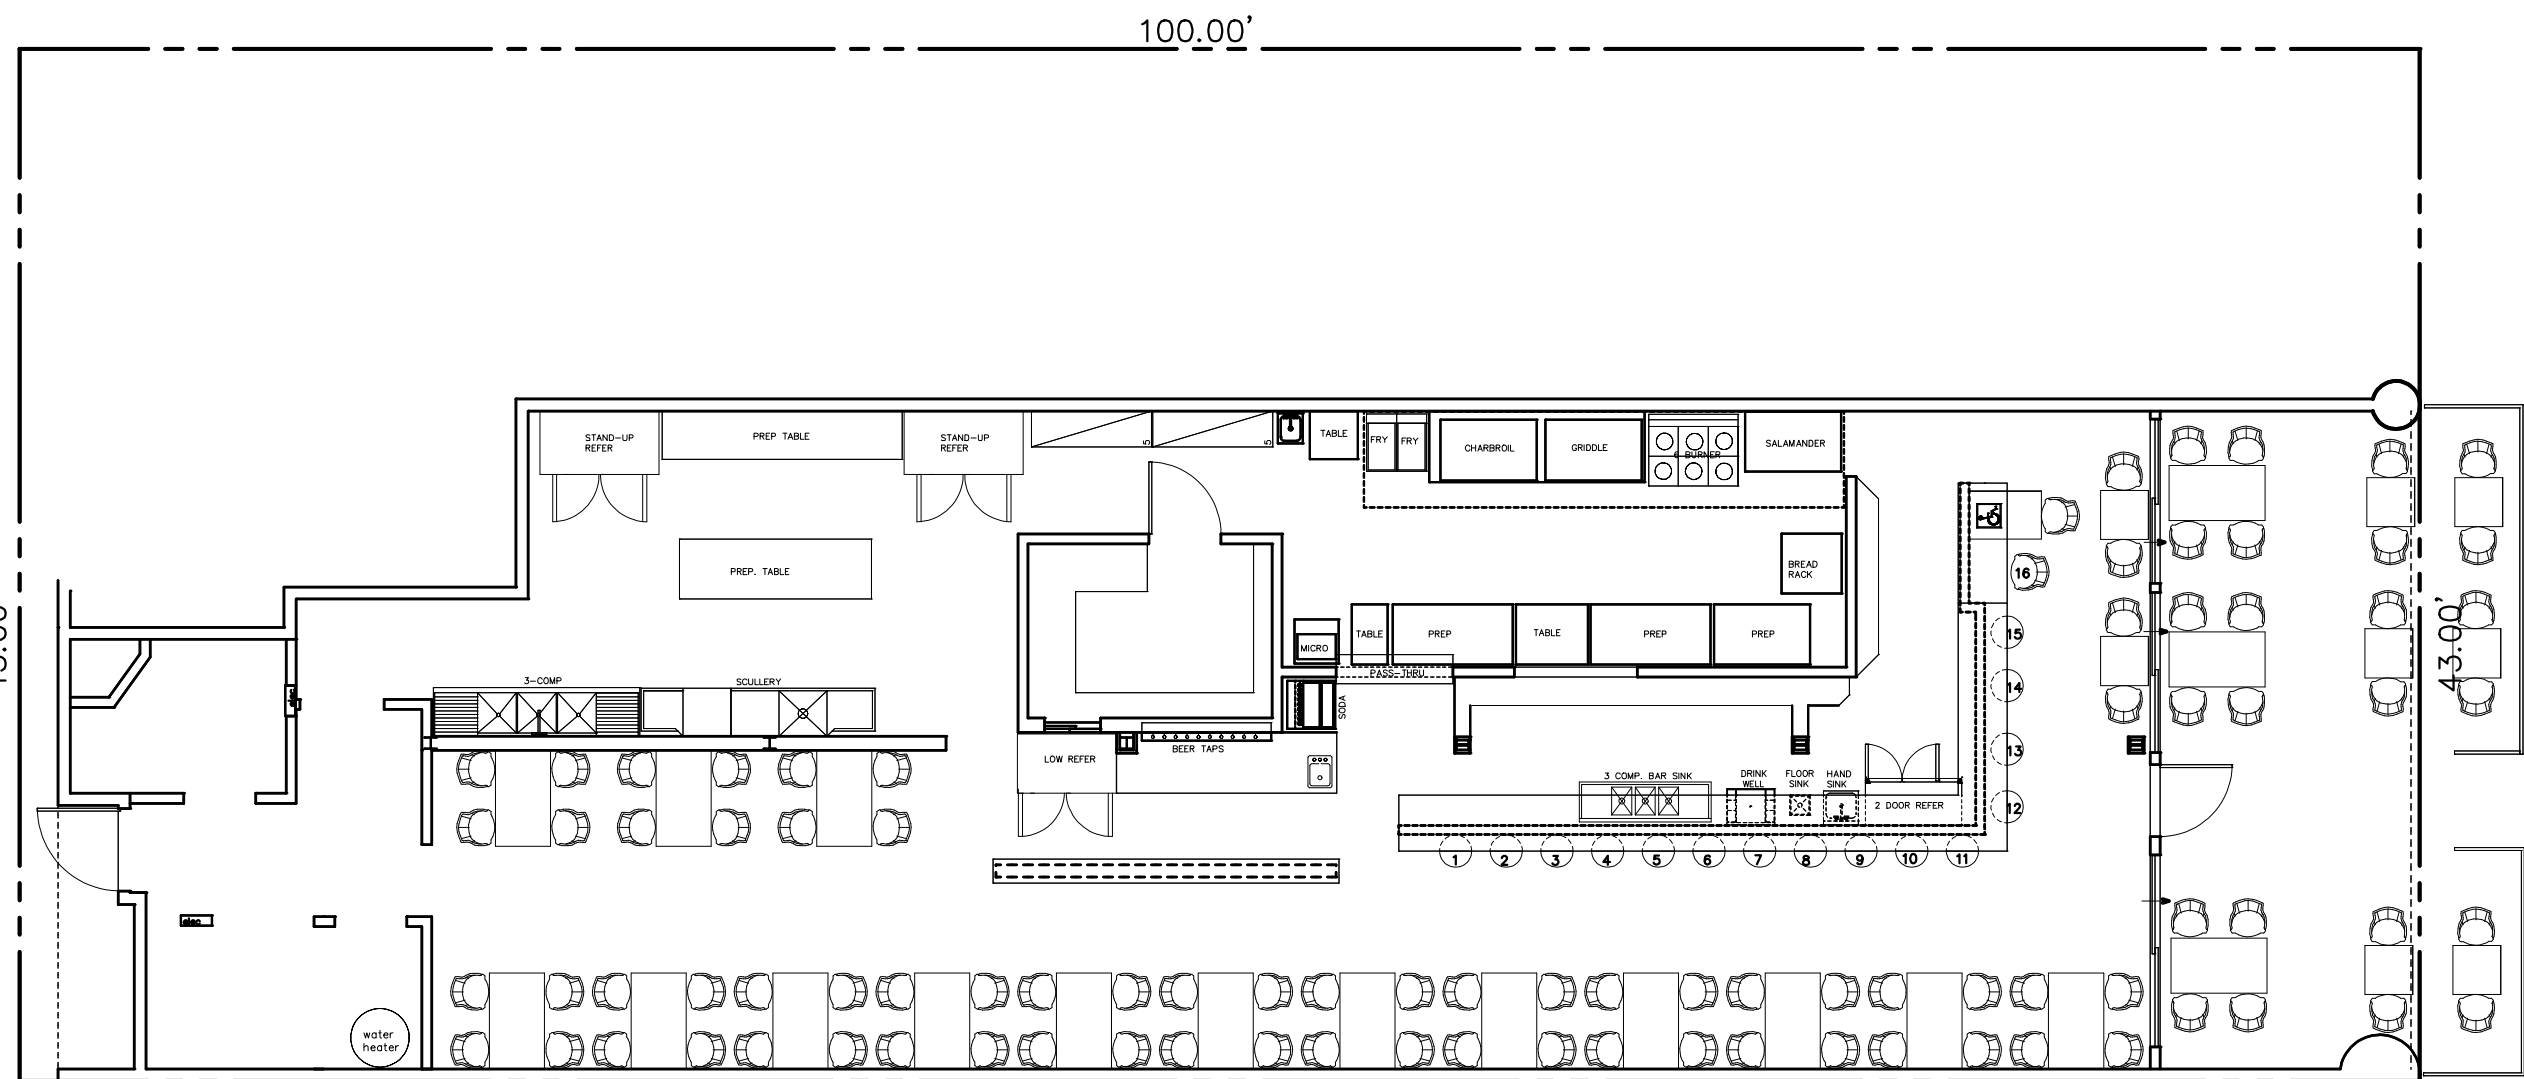 100.00'
STAND-UP
REFER
PREP TABLE
STAND-UP
REFER
5
5
TABLE
FRY
FRY
CHARBROIL
GRIDDLE
6 BURNER
SALAMANDER
PREP. TABLE
BREAD
RACK
16
MICRO
TABLE
PREP
TABLE
PREP
PREP
15
43.00'
PASS-THRU
3-COMP
SCULLERY
elec
SODA
14
BEER TAPS
LOW REFER
13
3 COMP. BAR SINK
DRINK
WELL
FLOOR
SINK
HAND
SINK
2 DOOR REFER
12
1
2
3
4
5
6
7
8
9
10
11
elec
water
heater